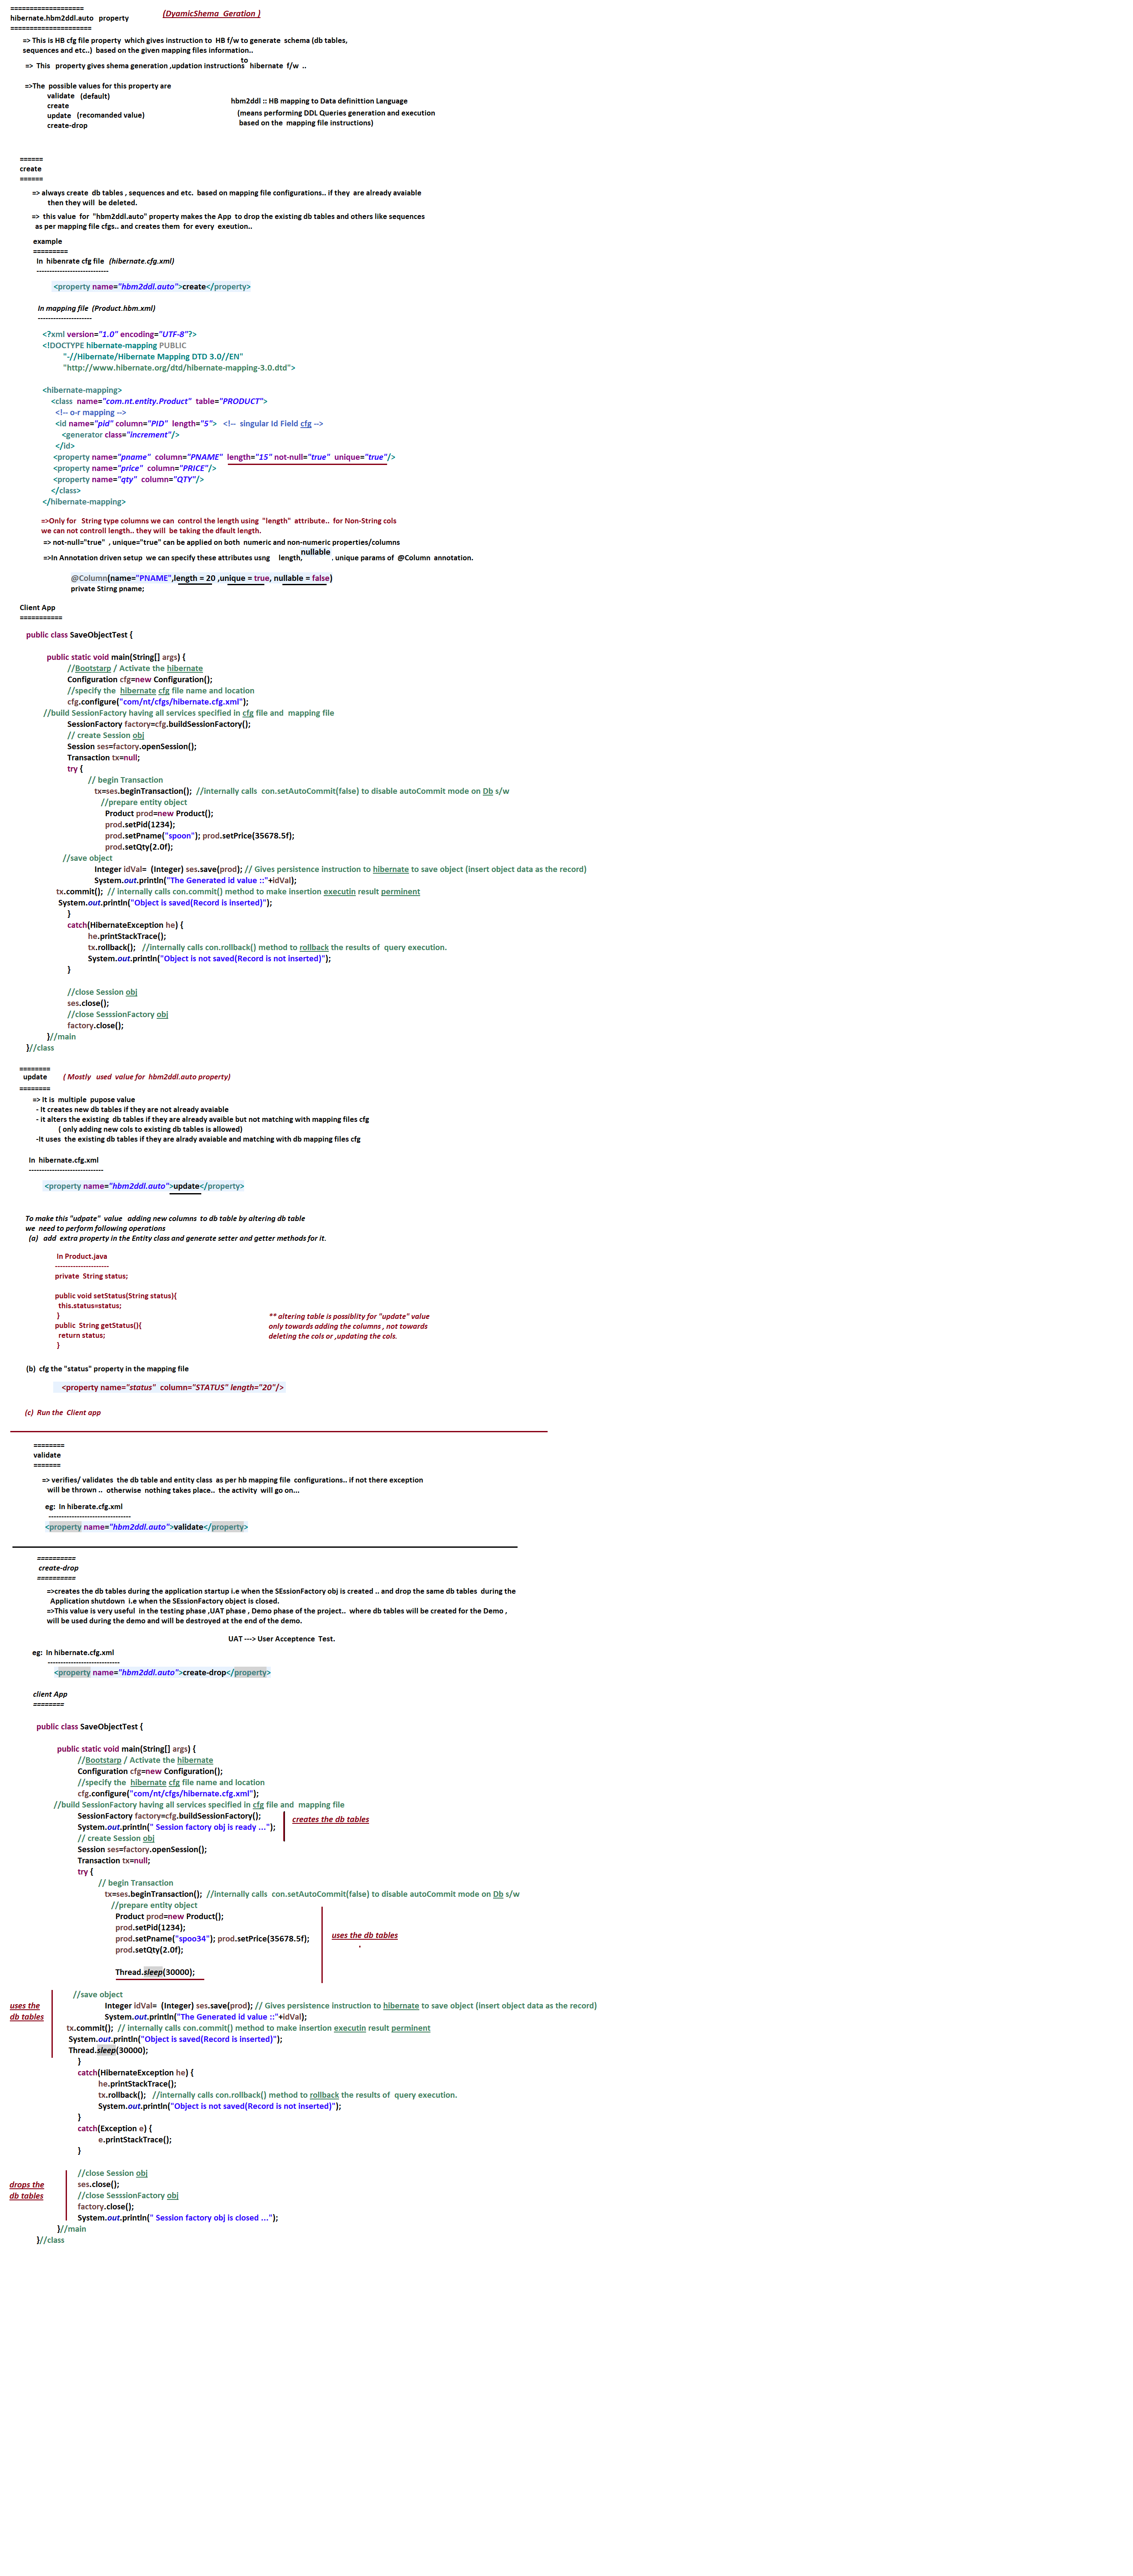 ====================
hibernate.hbm2ddl.auto property (DyamicShema Geration )
======================
=> This is HB cfg file property which gives instruction to HB f/w to generate schema (db tables,
sequences and etc..) based on the given mapping files information..
=> This property gives shema generation ,updation instructions to hibernate f/w ..
=>The possible values for this property are
validate (default)
create
update (recomanded value)
create-drop
hbm2ddl :: HB mapping to Data definittion Language
(means performing DDL Queries generation and execution
based on the mapping file instructions)
======
create
======
=> always create db tables , sequences and etc. based on mapping file configurations.. if they are already avaiable
then they will be deleted.
=> this value for "hbm2ddl.auto" property makes the App to drop the existing db tables and others like sequences
as per mapping file cfgs.. and creates them for every exeution..
example
=========
In hibenrate cfg file (hibernate.cfg.xml)
----------------------------
<property name="hbm2ddl.auto">create</property>
In mapping file (Product.hbm.xml)
---------------------
<?xml version="1.0" encoding="UTF-8"?>
<!DOCTYPE hibernate-mapping PUBLIC
"-//Hibernate/Hibernate Mapping DTD 3.0//EN"
"http://www.hibernate.org/dtd/hibernate-mapping-3.0.dtd">
<hibernate-mapping>
<class name="com.nt.entity.Product" table="PRODUCT">
<!-- o-r mapping -->
<id name="pid" column="PID" length="5"> <!-- singular Id Field cfg -->
<generator class="increment"/>
</id>
<property name="pname" column="PNAME" length="15" not-null="true" unique="true"/>
<property name="price" column="PRICE"/>
<property name="qty" column="QTY"/>
</class>
</hibernate-mapping>
=>Only for String type columns we can control the length using "length" attribute.. for Non-String cols
we can not controll length.. they will be taking the dfault length.
=> not-null="true" , unique="true" can be applied on both numeric and non-numeric properties/columns
=>In Annotation driven setup we can specify these attributes usng length, nullable , unique params of @Column annotation.
@Column(name="PNAME",length = 20 ,unique = true, nullable = false)
private Stirng pname;
Client App
===========
public class SaveObjectTest {
public static void main(String[] args) {
//Bootstarp / Activate the hibernate
Configuration cfg=new Configuration();
//specify the hibernate cfg file name and location
cfg.configure("com/nt/cfgs/hibernate.cfg.xml");
//build SessionFactory having all services specified in cfg file and mapping file
SessionFactory factory=cfg.buildSessionFactory();
// create Session obj
Session ses=factory.openSession();
Transaction tx=null;
try {
// begin Transaction
tx=ses.beginTransaction(); //internally calls con.setAutoCommit(false) to disable autoCommit mode on Db s/w
//prepare entity object
Product prod=new Product();
prod.setPid(1234);
prod.setPname("spoon"); prod.setPrice(35678.5f);
prod.setQty(2.0f);
//save object
Integer idVal= (Integer) ses.save(prod); // Gives persistence instruction to hibernate to save object (insert object data as the record)
System.out.println("The Generated id value ::"+idVal);
tx.commit(); // internally calls con.commit() method to make insertion executin result perminent
System.out.println("Object is saved(Record is inserted)");
}
catch(HibernateException he) {
he.printStackTrace();
tx.rollback(); //internally calls con.rollback() method to rollback the results of query execution.
System.out.println("Object is not saved(Record is not inserted)");
}
//close Session obj
ses.close();
//close SesssionFactory obj
factory.close();
}//main
}//class
========
update ( Mostly used value for hbm2ddl.auto property)
========
=> It is multiple pupose value
- It creates new db tables if they are not already avaiable
- it alters the existing db tables if they are already avaible but not matching with mapping files cfg
( only adding new cols to existing db tables is allowed)
-It uses the existing db tables if they are alrady avaiable and matching with db mapping files cfg
In hibernate.cfg.xml
-----------------------------
<property name="hbm2ddl.auto">update</property>
To make this "udpate" value adding new columns to db table by altering db table
we need to perform following operations
(a) add extra property in the Entity class and generate setter and getter methods for it.
In Product.java
---------------------
private String status;
public void setStatus(String status){
this.status=status;
}
public String getStatus(){
return status;
}
** altering table is possiblity for "update" value
only towards adding the columns , not towards
deleting the cols or ,updating the cols.
(b) cfg the "status" property in the mapping file
<property name="status" column="STATUS" length="20"/>
(c) Run the Client app
========
validate
=======
=> verifies/ validates the db table and entity class as per hb mapping file configurations.. if not there exception
will be thrown .. otherwise nothing takes place.. the activity will go on...
eg: In hiberate.cfg.xml
--------------------------------
<property name="hbm2ddl.auto">validate</property>
==========
create-drop
==========
=>creates the db tables during the application startup i.e when the SEssionFactory obj is created .. and drop the same db tables during the
Application shutdown i.e when the SEssionFactory object is closed.
=>This value is very useful in the testing phase ,UAT phase , Demo phase of the project.. where db tables will be created for the Demo ,
will be used during the demo and will be destroyed at the end of the demo.
UAT ---> User Acceptence Test.
eg: In hibernate.cfg.xml
----------------------------
<property name="hbm2ddl.auto">create-drop</property>
client App
========
public class SaveObjectTest {
public static void main(String[] args) {
//Bootstarp / Activate the hibernate
Configuration cfg=new Configuration();
//specify the hibernate cfg file name and location
cfg.configure("com/nt/cfgs/hibernate.cfg.xml");
//build SessionFactory having all services specified in cfg file and mapping file
SessionFactory factory=cfg.buildSessionFactory();
System.out.println(" Session factory obj is ready ..."); creates the db tables
// create Session obj
Session ses=factory.openSession();
Transaction tx=null;
try {
// begin Transaction
tx=ses.beginTransaction(); //internally calls con.setAutoCommit(false) to disable autoCommit mode on Db s/w
//prepare entity object
Product prod=new Product();
prod.setPid(1234);
prod.setPname("spoo34"); prod.setPrice(35678.5f); uses the db tables
prod.setQty(2.0f);
Thread.sleep(30000);
//save object
uses the
db tables
Integer idVal= (Integer) ses.save(prod); // Gives persistence instruction to hibernate to save object (insert object data as the record)
System.out.println("The Generated id value ::"+idVal);
tx.commit(); // internally calls con.commit() method to make insertion executin result perminent
System.out.println("Object is saved(Record is inserted)");
Thread.sleep(30000);
}
catch(HibernateException he) {
he.printStackTrace();
tx.rollback(); //internally calls con.rollback() method to rollback the results of query execution.
System.out.println("Object is not saved(Record is not inserted)");
}
catch(Exception e) {
e.printStackTrace();
}
//close Session obj
drops the
db tables
ses.close();
//close SesssionFactory obj
factory.close();
System.out.println(" Session factory obj is closed ...");
}//main
}//class